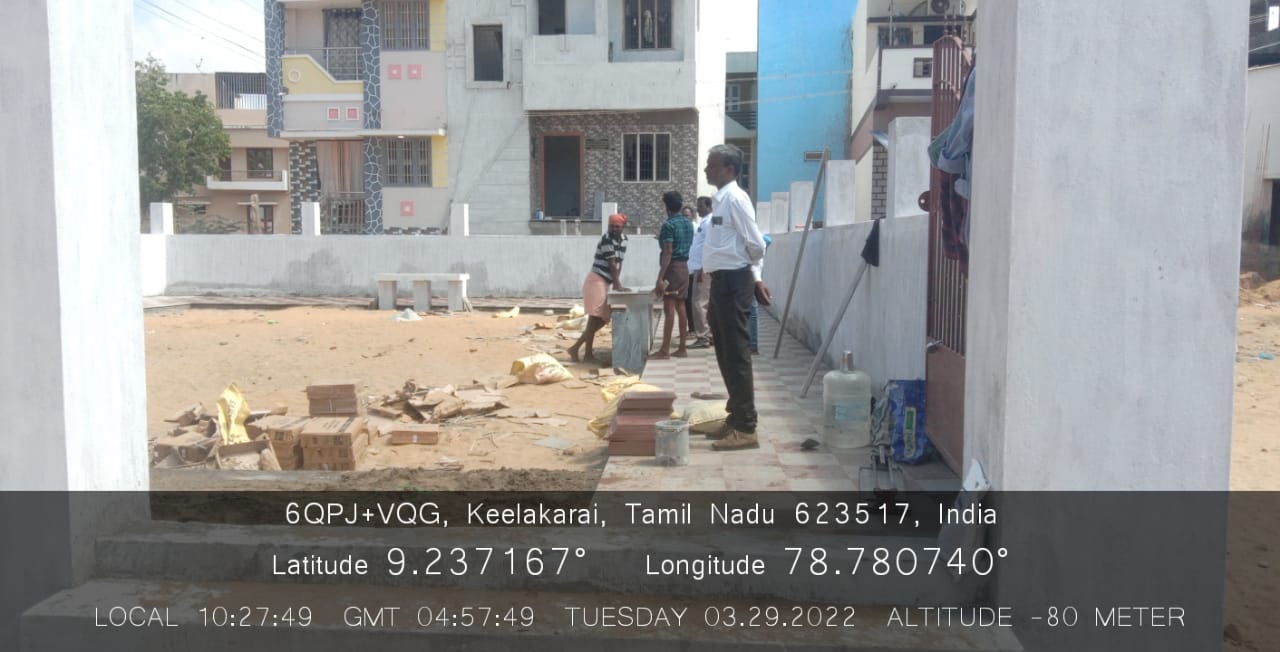 6QPJ+VQG, Keelakarai, Tamil Nadu 623517, India
Latitude 9.237167° Longitude 78.780740°
LOCAL 10:27:49 GMT 04:57:49 TUESDAY 03.29.2022 ALTITUDE -80 METER